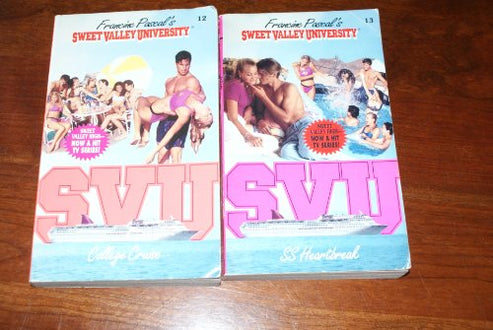 Francine Pascal's
12
SWEET VALLEY UNIVERSITY
SWEET
VALLEY HIGH—
NOW A HIT
TV SERIES!
SVU
College Cruise
Francine Pascal's
13
SWEET VALLEY UNIVERSITY
SWEET
VALLEY HIGH—
NOW A HIT
TV SERIES!
SVU
SS Heartbreak